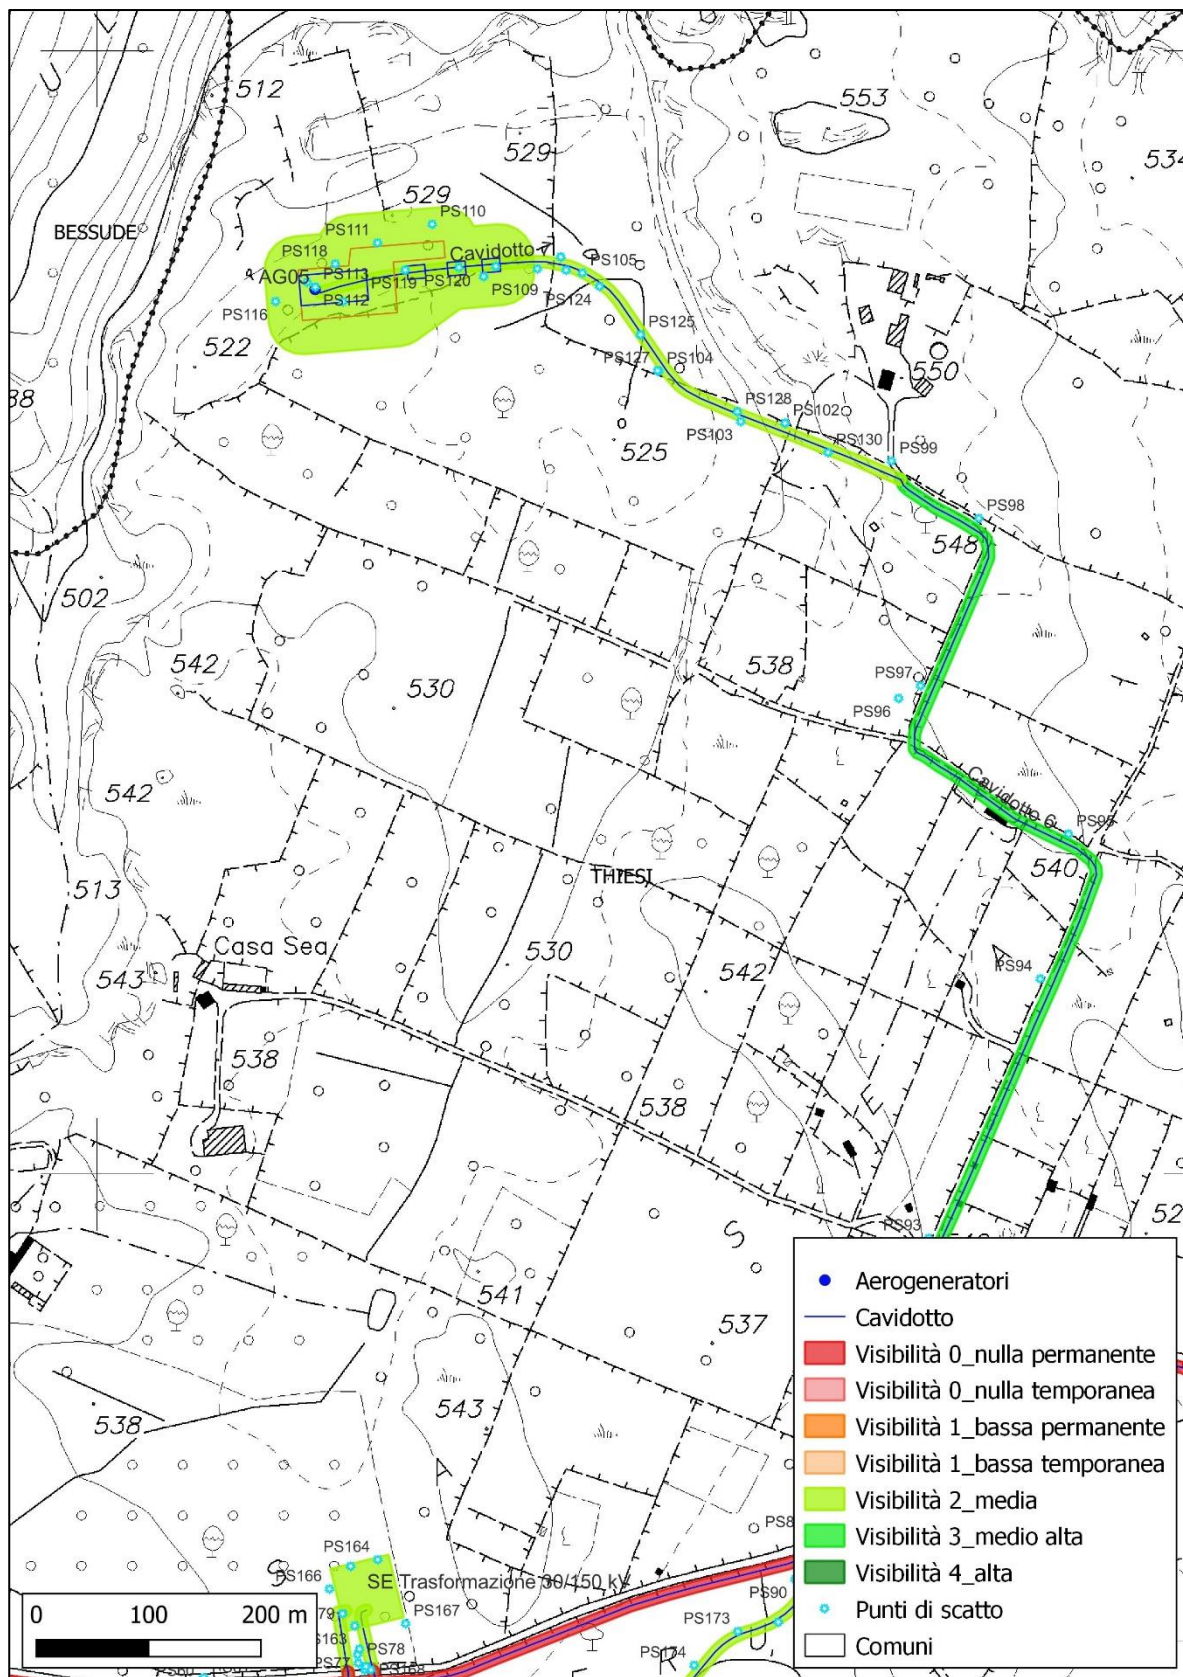 512
553
529
534
529
BESSUDE
PS110
PS111
PS118
Cavidotto 7
PS105
AG05
PS113
PS119
PS120
PS109
PS124
PS112
PS116
PS125
522
PS127
PS104
550
PS128
PS102
PS103
PS130
525
PS99
PS98
548
502
542
538
PS97
530
PS96
542
Cavidotto 6
PS95
540
THIESI
513
Casa Sea
530
542
PS94
543
538
538
PS93
S
541
537
538
543
A
S
PS164
PS166
SE Trasformazione 30/150 kV
PS167
PS90
PS173
PS78
PS77
PS168
PS174
R
0 100 200 m
Aerogeneratori
Cavidotto
Visibilità 0_nulla permanente
Visibilità 0_nulla temporanea
Visibilità 1_bassa permanente
Visibilità 1_bassa temporanea
Visibilità 2_media
Visibilità 3_medio alta
Visibilità 4_alta
Punti di scatto
Comuni